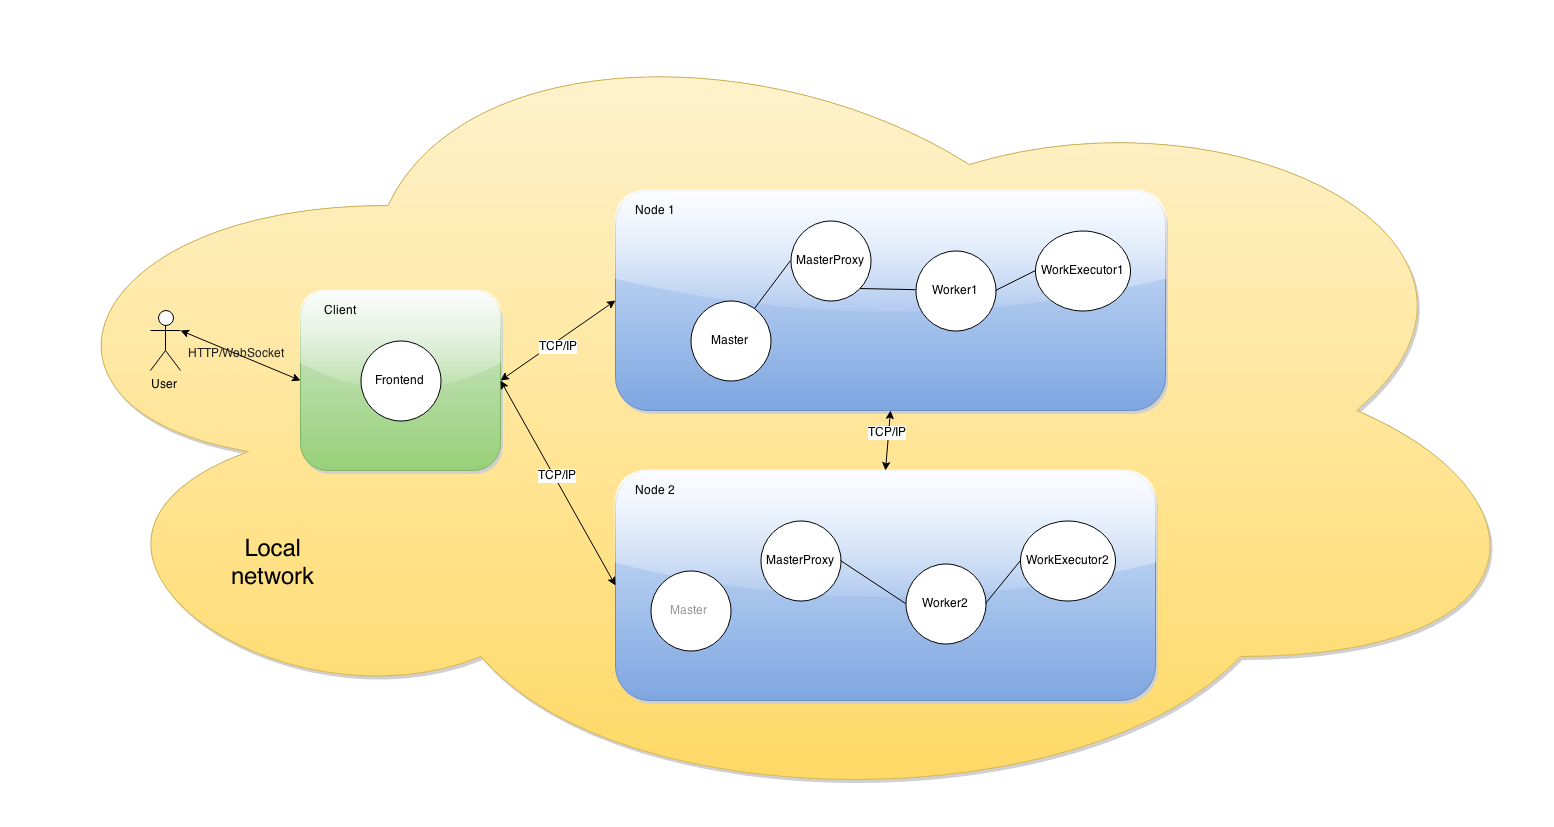 Node 1
MasterProxy
WorkExecutor1
Worker1
Client
Master
TCP/IP
HTTP/WebSocket
Frontend
User
TCP/IP
TCP/IP
Node 2
Local
network
MasterProxy
WorkExecutor2
Worker2
Master